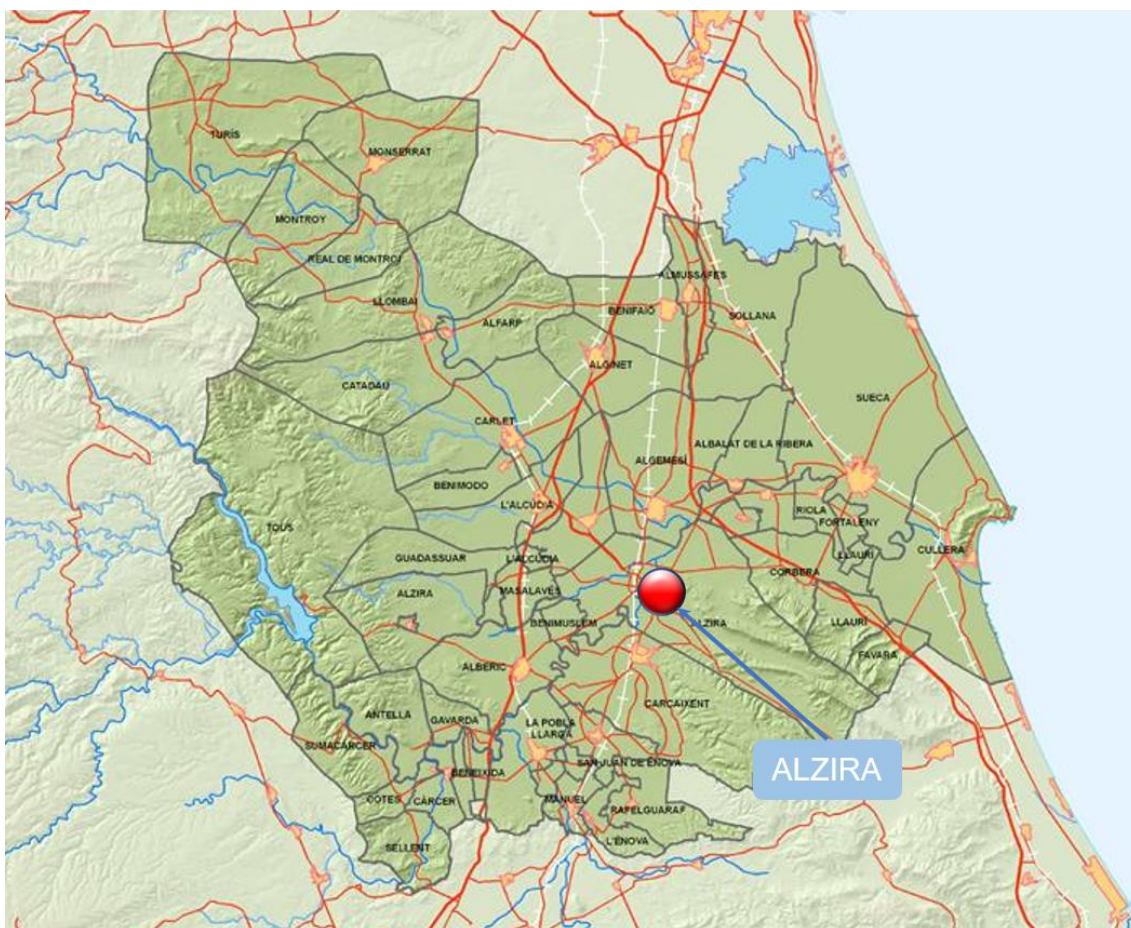 TURÍS
MONSERRAT
MONTROY
REAL DE MONTROI
ALMUSSAFES
LLOMBAI
BENIFAIÓ
SOLLANA
ALFARP
ALGINET
CATADAU
SUECA
CARLET
ALBALAT DE LA RIBERA
ALGEMESÍ
BENIMODO
L'ALCÚDIA
RIOLA
FORTALENY
TOUS
GUADASSUAR
L'ALCÚDIA
LLAURÍ
CULLERA
CORBERA
ALZIRA
MASALAVÉS
BENIMUSLEM
ALZIRA
LLAURÍ
FAVARA
ALBERIC
CARCAIXENT
ANTELLA
GAVARDA
LA POBLA
LLARGA
SUMACÀRCER
SAN JUAN DE ÉNOVA
BENEIXIDA
ALZIRA
COTES
CÀRCER
MANUEL
RAFELGUARAF
L'ÉNOVA
SELLENT